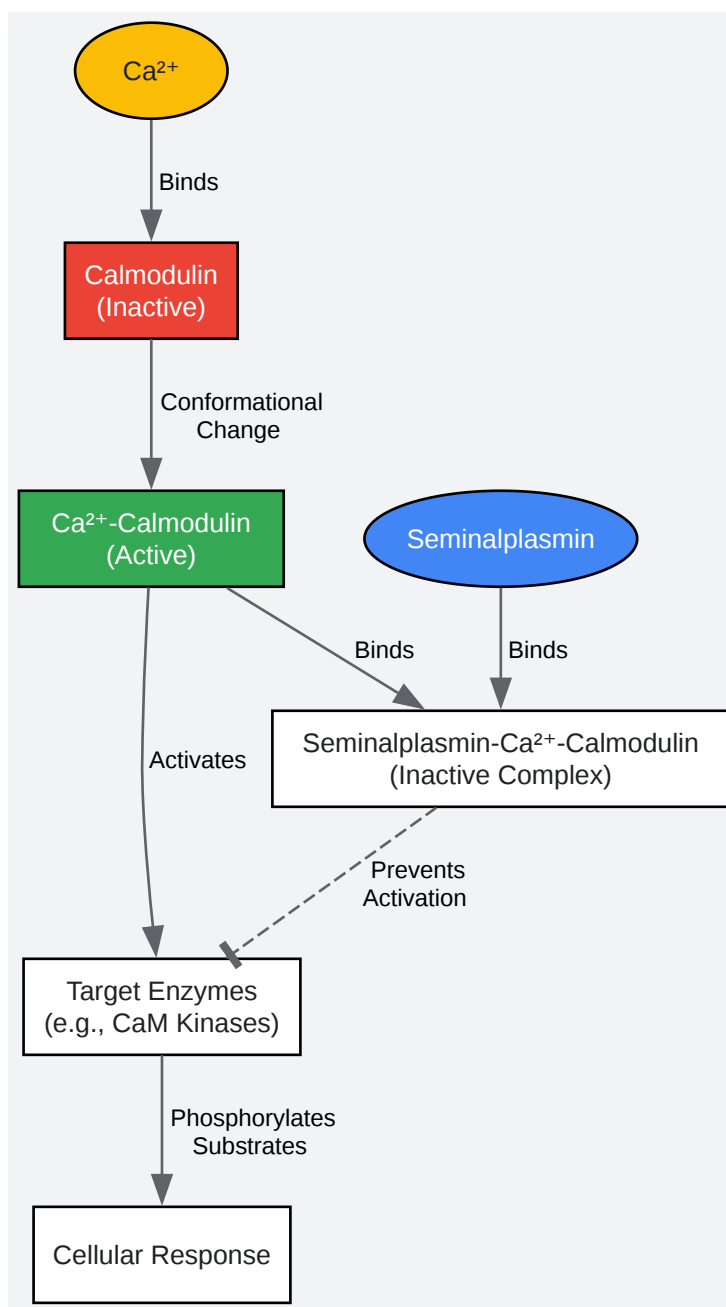 Ca²⁺
Binds
Calmodulin
(Inactive)
Conformational
Change
Ca²⁺-Calmodulin
(Active)
Seminalplasmin
Binds
Binds
Seminalplasmin-Ca²⁺-Calmodulin
(Inactive Complex)
Activates
Prevents
Activation
Target Enzymes
(e.g., CaM Kinases)
Phosphorylates
Substrates
Cellular Response